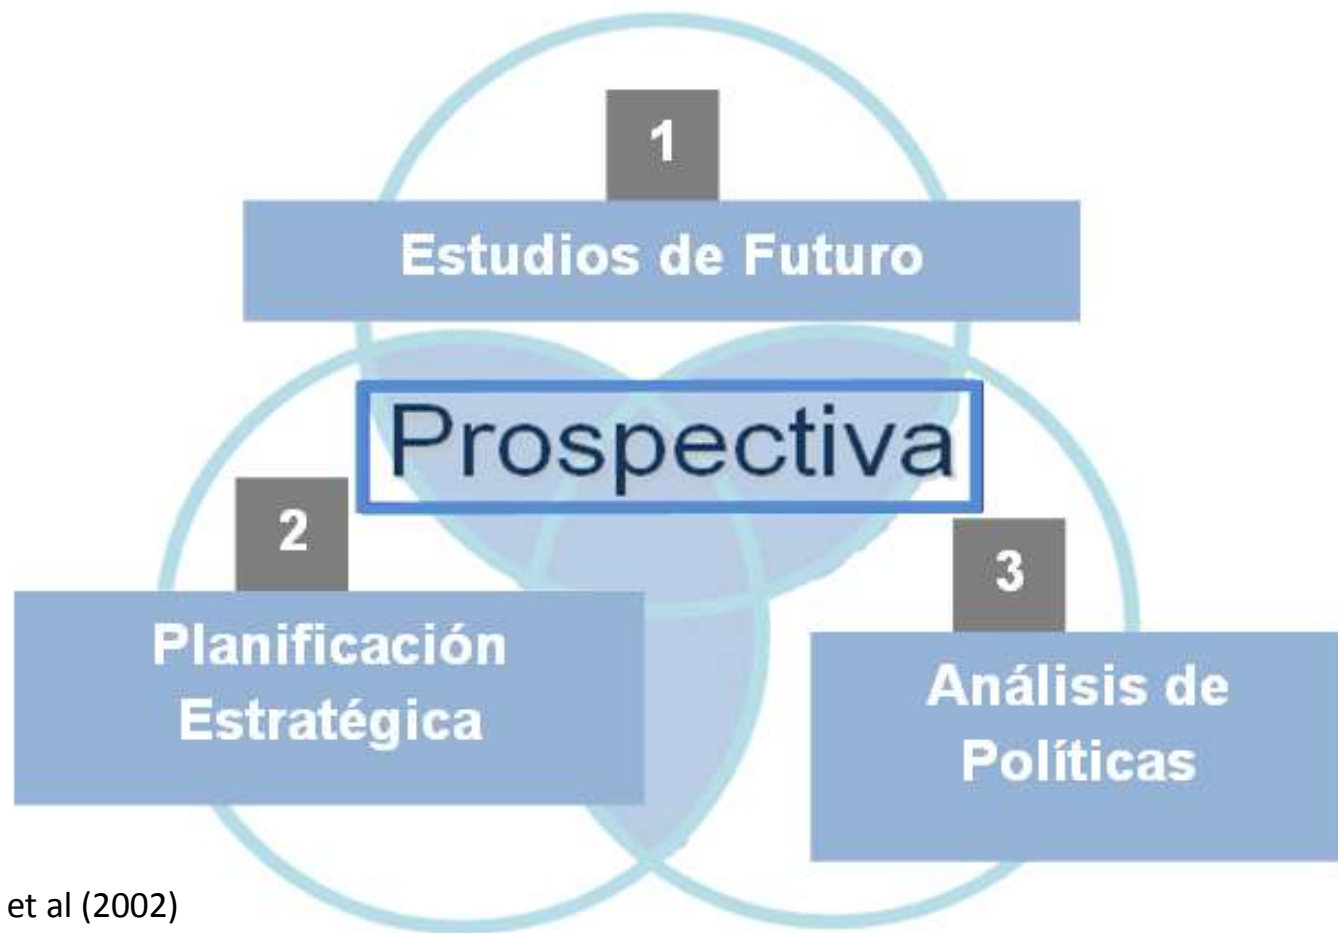 1
Estudios de Futuro
Prospectiva
2
Planificación
Estratégica
3
Análisis de
Políticas
et al (2002)